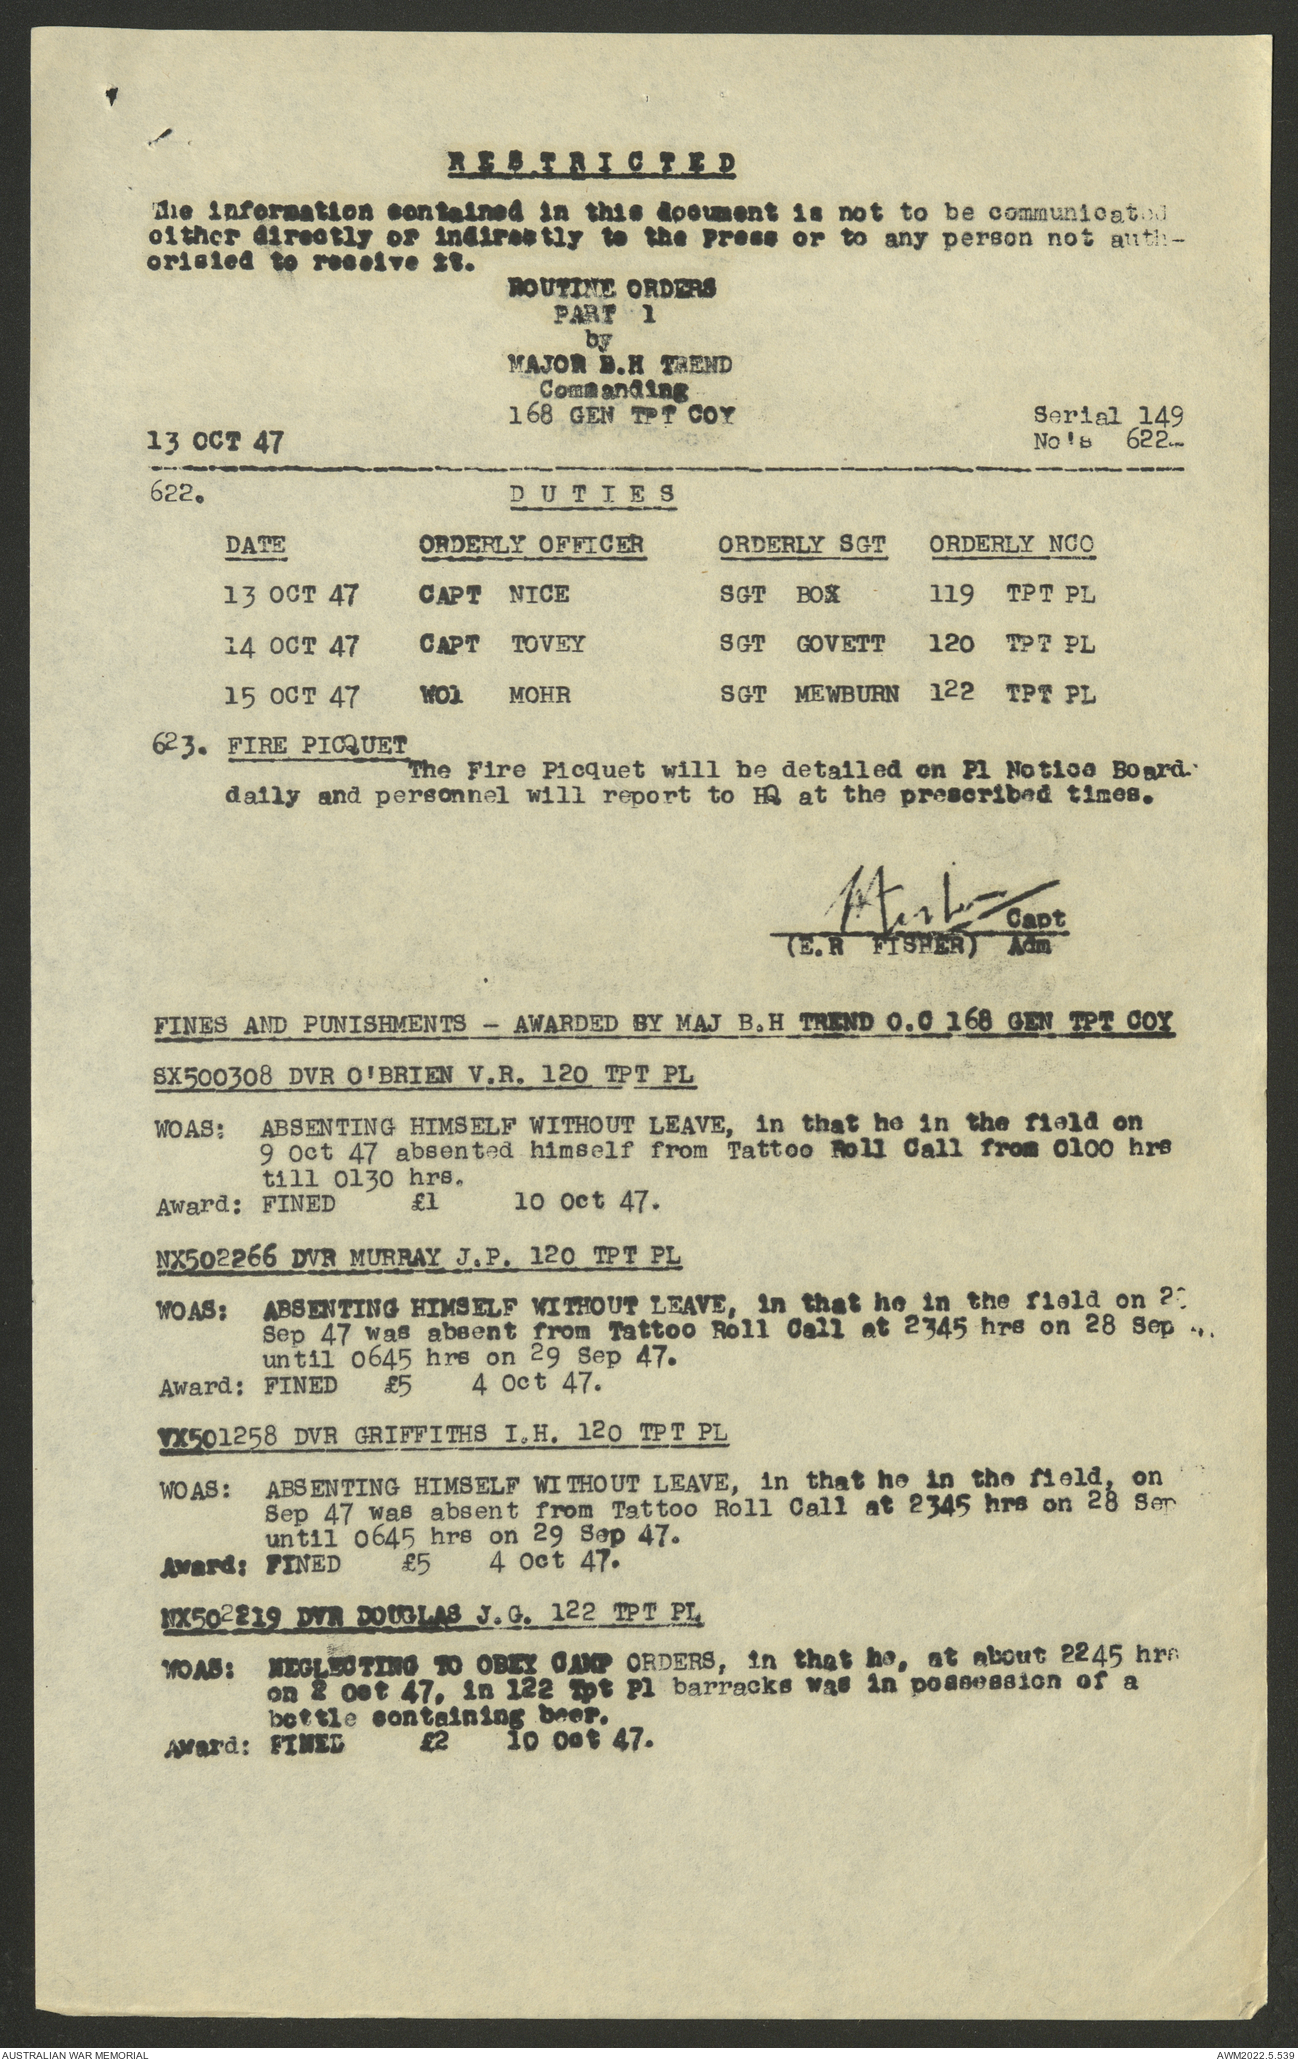 RESTRICTED
The information contained in this document is not to be communicated
either directly or indirectly to the Press or to any person not auth-
orisied to receive it.
ROUTINE ORDERS
PART 1
by
MAJOR B.H TREND
Commanding
168 GEN TPT COY
Serial 149
13 OCT 47 No's 622-
622. DUTIES
DATE ORDERLY OFFICER ORDERLY SGT ORDERLY NCO
13 OCT 47 CAPT NICE SGT BOX 119 TPT PL
14 OCT 47 CAPT TOVEY SGT GOVETT 120 TPT PL
15 OCT 47 WO1 MOHR SGT MEWBURN 122 TPT PL
623. FIRE PICQUET
The Fire Picquet will be detailed on Pl Notice Board
daily and personnel will report to HQ at the prescribed times.
Capt
(E.R FISHER) Adm
FINES AND PUNISHMENTS - AWARDED BY MAJ B.H TREND O.C 168 GEN TPT COY
SX500308 DVR O'BRIEN V.R. 120 TPT PL
WOAS: ABSENTING HIMSELF WITHOUT LEAVE, in that he in the field on
9 Oct 47 absented himself from Tattoo Roll Call from 0100 hrs
till 0130 hrs.
Award: FINED £1 10 Oct 47.
NX502266 DVR MURRAY J.P. 120 TPT PL
WOAS: ABSENTING HIMSELF WITHOUT LEAVE, in that he in the field on
Sep 47 was absent from Tattoo Roll Call at 2345 hrs on 28 Sep
until 0645 hrs on 29 Sep 47.
Award: FINED £5 4 Oct 47.
VX501258 DVR GRIFFITHS I.H. 120 TPT PL
WOAS: ABSENTING HIMSELF WITHOUT LEAVE, in that he in the field, on
Sep 47 was absent from Tattoo Roll Call at 2345 hrs on 28 Sep
until 0645 hrs on 29 Sep 47.
Award: FINED £5 4 Oct 47.
NX502219 DVR DOUGLAS J.G. 122 TPT PL
WOAS: NEGLECTING TO OBEY CAMP ORDERS, in that he, at about 2245 hrs
on 2 Oct 47, in 122 Tpt Pl barracks was in possession of a
bottle containing beer.
Award: FINED £2 10 Oct 47.
AUSTRALIAN WAR MEMORIAL AWM2022.5.539